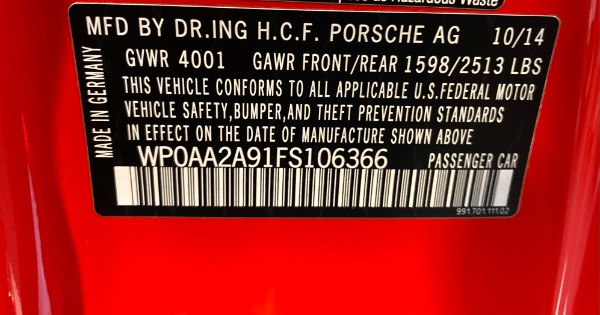 Hazardous Waste
MFD BY DR.ING H.C.F. PORSCHE AG 10/14
GVWR 4001 GAWR FRONT/REAR 1598/2513 LBS
THIS VEHICLE CONFORMS TO ALL APPLICABLE U.S.FEDERAL MOTOR
VEHICLE SAFETY,BUMPER,AND THEFT PREVENTION STANDARDS
IN EFFECT ON THE DATE OF MANUFACTURE SHOWN ABOVE
WP0AA2A91FS106366 PASSENGER CAR
MADE IN GERMANY
991.701.111.02